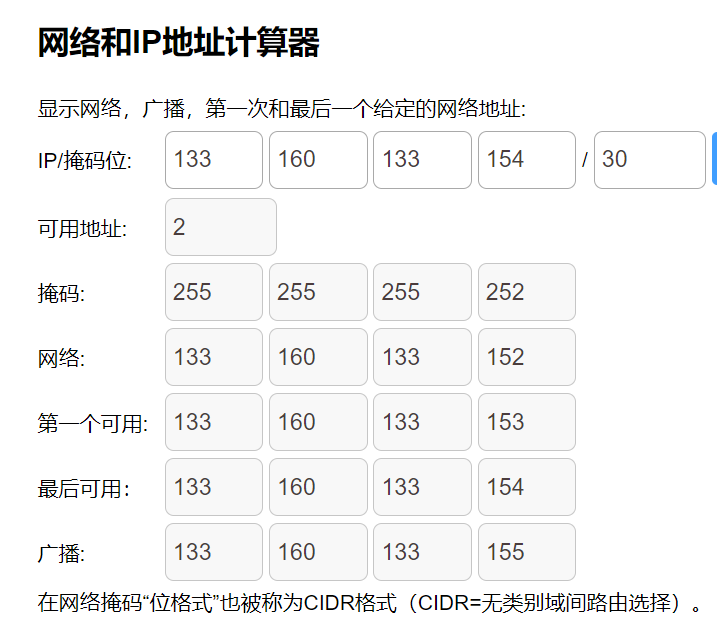 网络和IP地址计算器
显示网络，广播，第一次和最后一个给定的网络地址:
IP/掩码位: 133 160 133 154 / 30
可用地址: 2
掩码: 255 255 255 252
网络: 133 160 133 152
第一个可用: 133 160 133 153
最后可用： 133 160 133 154
广播: 133 160 133 155
在网络掩码“位格式”也被称为CIDR格式（CIDR=无类别域间路由选择）。